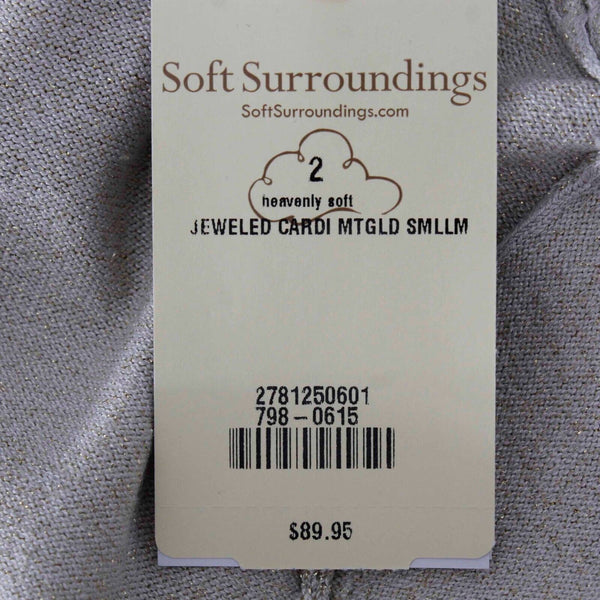 Soft Surroundings
SoftSurroundings.com
2
heavenly soft
JEWELED CARDI MTGLD SMLLM
2781250601
798-0615
$89.95